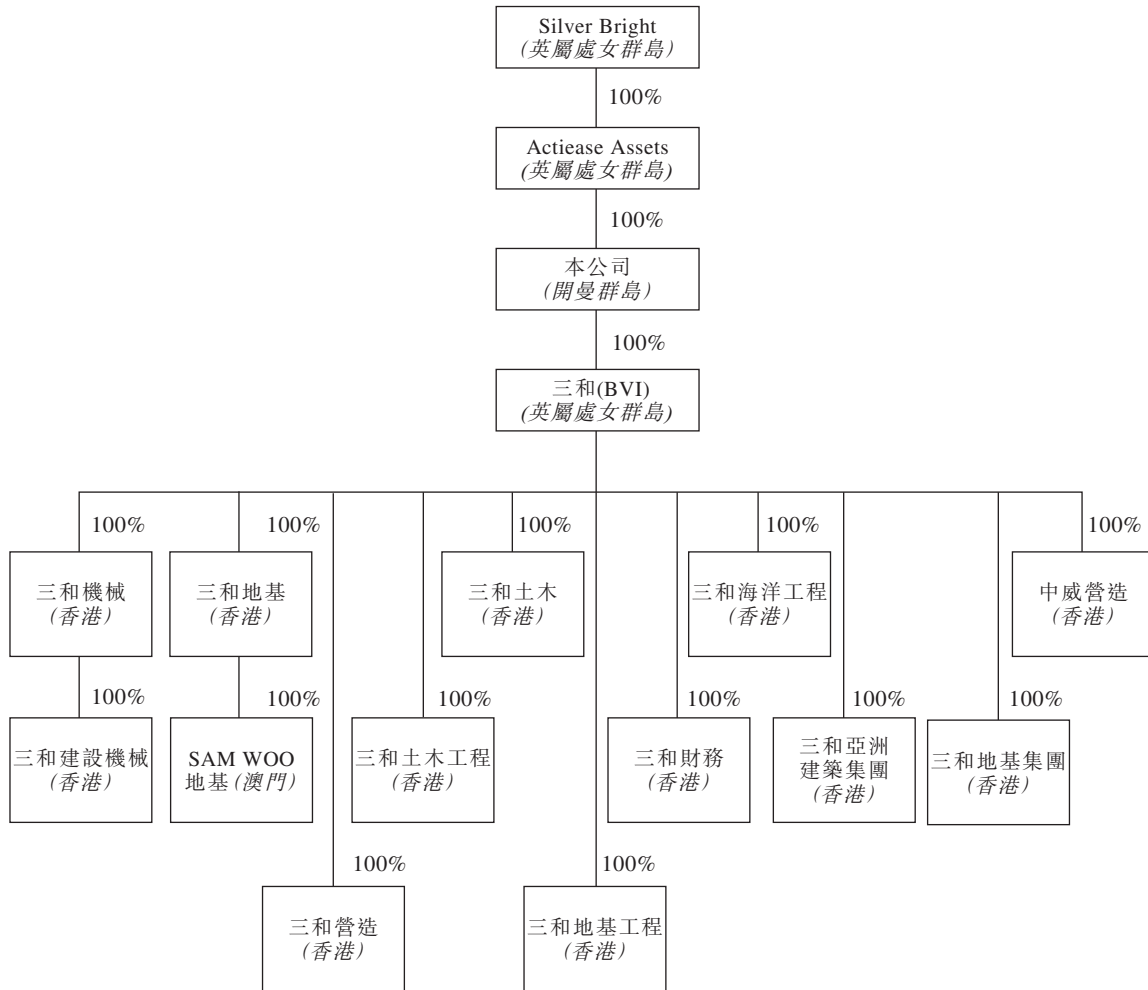 Silver Bright
(英屬處女群島)
100%
Actiease Assets
(英屬處女群島)
100%
本公司
(開曼群島)
100%
三和(BVI)
(英屬處女群島)
100%
100%
100%
100%
100%
三和機械
(香港)
三和地基
(香港)
三和土木
(香港)
三和海洋工程
(香港)
中威營造
(香港)
100%
100%
100%
100%
100%
100%
三和建設機械
(香港)
SAM WOO
地基(澳門)
三和土木工程
(香港)
三和財務
(香港)
三和亞洲
建築集團
(香港)
三和地基集團
(香港)
100%
100%
三和營造
(香港)
三和地基工程
(香港)